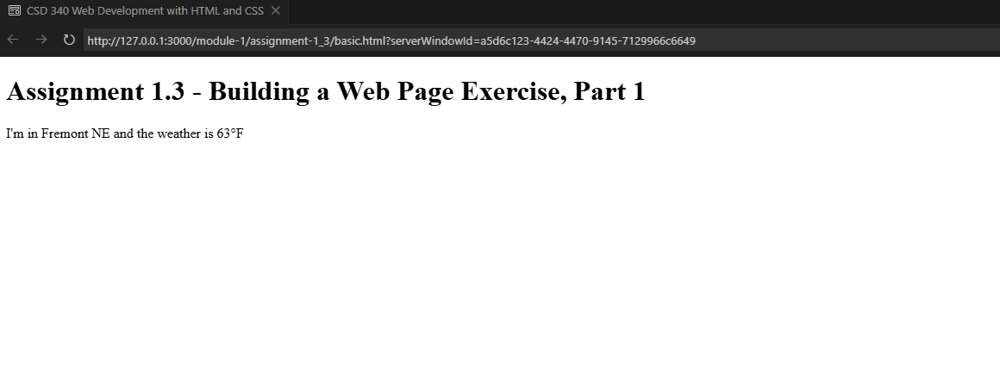 CSD 340 Web Development with HTML and CSS
http://127.0.0.1:3000/module-1/assignment-1_3/basic.html?serverWindowId=a5d6c123-4424-4470-9145-7129966c6649
Assignment 1.3 - Building a Web Page Exercise, Part 1
I'm in Fremont NE and the weather is 63°F